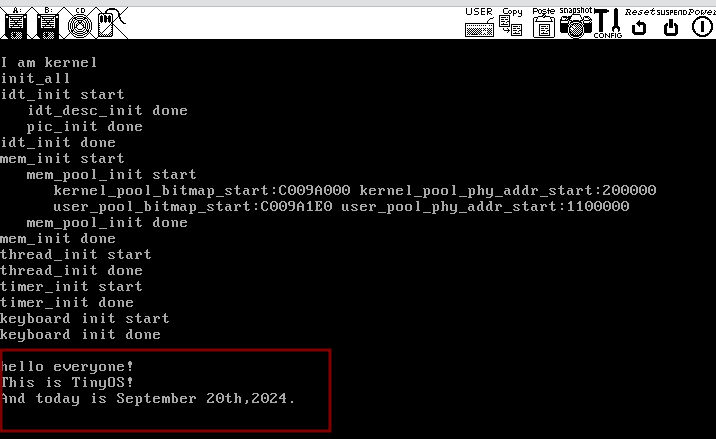 A: B: CD USER Copy Paste snapshot CONFIG Reset SUSPEND Power
I am kernel
init_all
idt_init start
   idt_desc_init done
   pic_init done
idt_init done
mem_init start
   mem_pool_init start
      kernel_pool_bitmap_start:C009A000 kernel_pool_phy_addr_start:200000
      user_pool_bitmap_start:C009A1E0 user_pool_phy_addr_start:1100000
   mem_pool_init done
mem_init done
thread_init start
thread_init done
timer_init start
timer_init done
keyboard init start
keyboard init done
hello everyone!
This is TinyOS!
And today is September 20th,2024.